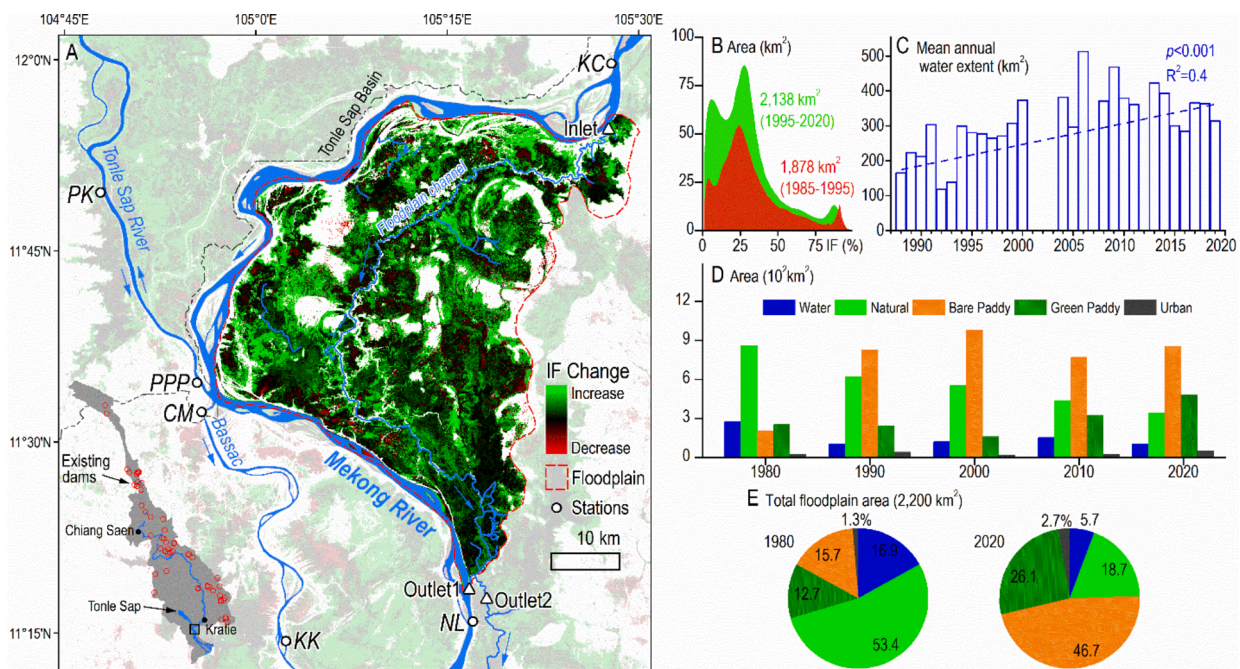 104°45'E
105°0'E
105°15'E
105°30'E
12°0'N
11°45'N
11°30'N
11°15'N
A
KC
Tonle Sap Basin
Inlet
PK
Tonle Sap River
Floodplain channel
PPP
CM
Bassac
Mekong River
IF Change
Increase
Decrease
Floodplain
Stations
10 km
Existing
dams
Chiang Saen
Tonle Sap
Kratie
KK
Outlet1
Outlet2
NL
B Area (km²)
100
75
50
25
0
2,138 km²
(1995-2020)
1,878 km²
(1985-1995)
0 25 50 75 IF (%)
C Mean annual
water extent (km²)
p<0.001
R²=0.4
500
400
300
200
100
0
1990 1995 2000 2005 2010 2015 2020
D Area (10²km²)
Water Natural Bare Paddy Green Paddy Urban
12
9
6
3
0
1980 1990 2000 2010 2020
E Total floodplain area (2,200 km²)
1980
1.3%
16.9
15.7
12.7
53.4
2020
2.7%
5.7
18.7
26.1
46.7